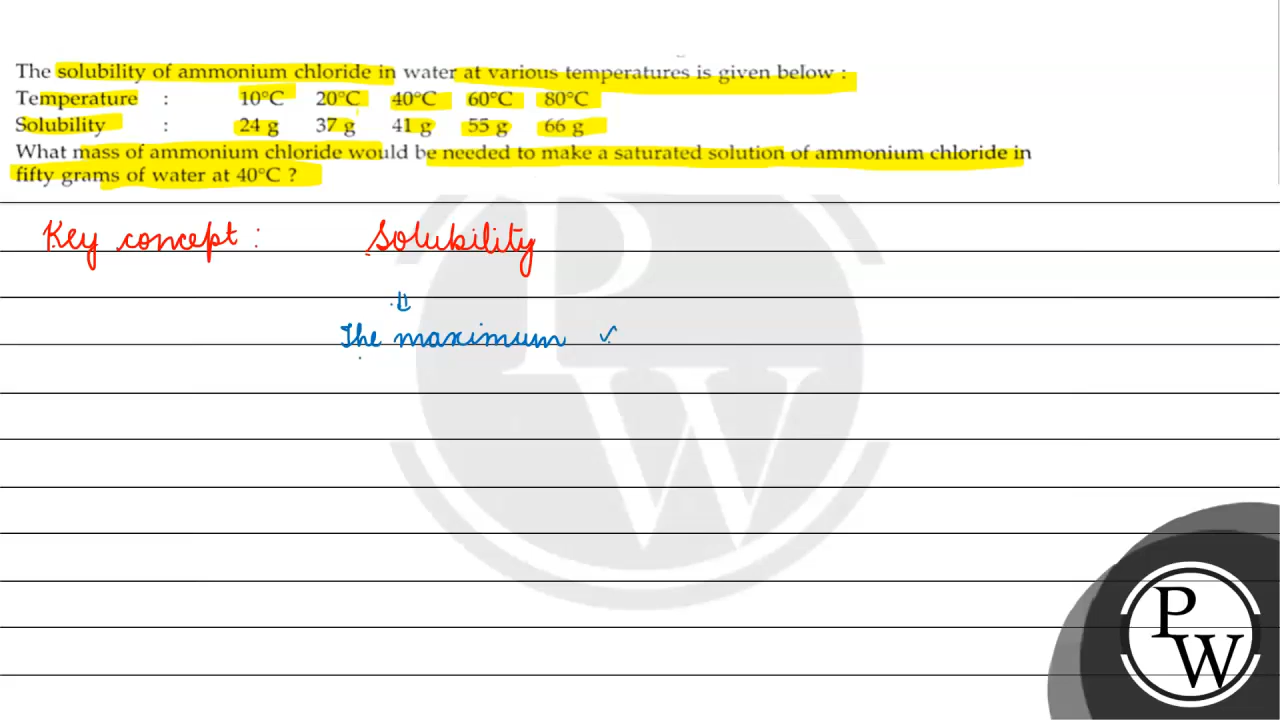 The solubility of ammonium chloride in water at various temperatures is given below :
Temperature : 10°C 20°C 40°C 60°C 80°C
Solubility : 24 g 37 g 41 g 55 g 66 g
What mass of ammonium chloride would be needed to make a saturated solution of ammonium chloride in
fifty grams of water at 40°C ?
Key concept : Solubility
The maximum
P
W
P
W